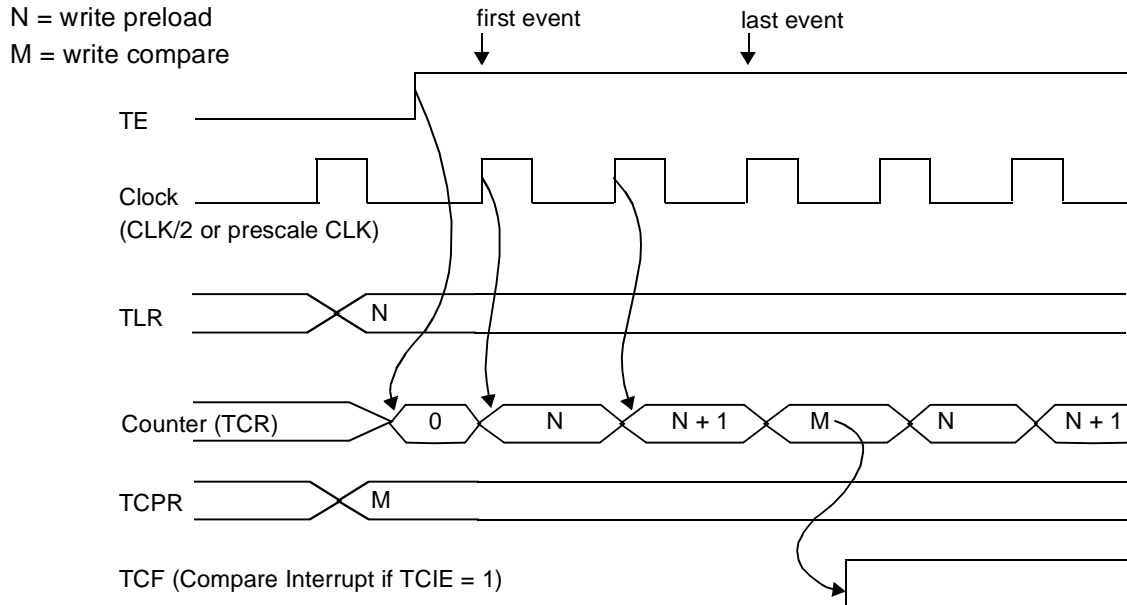 N = write preload
M = write compare
first event
last event
TE
Clock
(CLK/2 or prescale CLK)
TLR
N
Counter (TCR)
0
N
N + 1
M
N
N + 1
TCPR
M
TCF (Compare Interrupt if TCIE = 1)